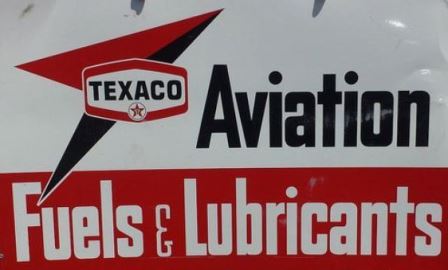 TEXACO
Aviation
Fuels & Lubricants